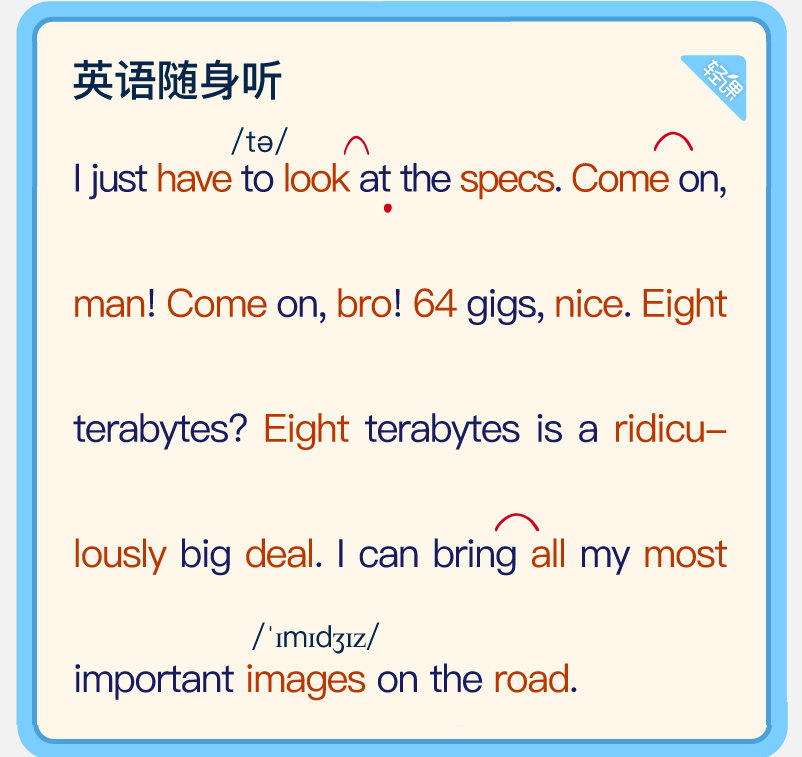 英语随身听
轻课
/tə/
I just have to look at the specs. Come on,
man! Come on, bro! 64 gigs, nice. Eight
terabytes? Eight terabytes is a ridicu–
lously big deal. I can bring all my most
/ˈɪmɪdʒɪz/
important images on the road.